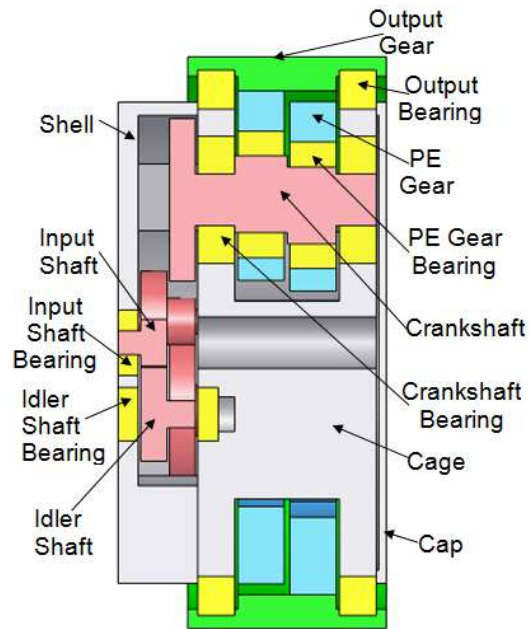 Output
Gear
Output
Bearing
Shell
PE
Gear
Input
Shaft
PE Gear
Bearing
Input
Shaft
Bearing
Crankshaft
Idler
Shaft
Bearing
Crankshaft
Bearing
Cage
Idler
Shaft
Cap